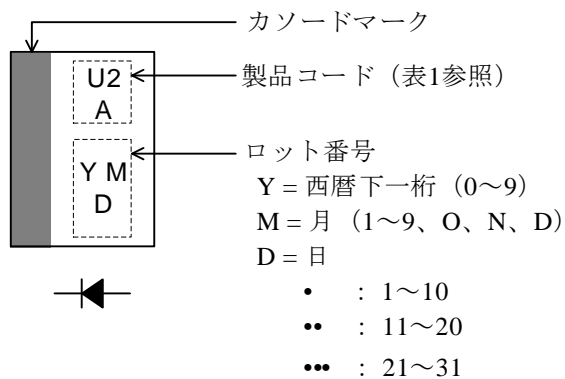 カソードマーク
U2
A
製品コード（表1参照）
Y M
D
ロット番号
Y = 西暦下一桁（0～9）
M = 月（1～9、O、N、D）
D = 日
• : 1～10
•• : 11～20
••• : 21～31